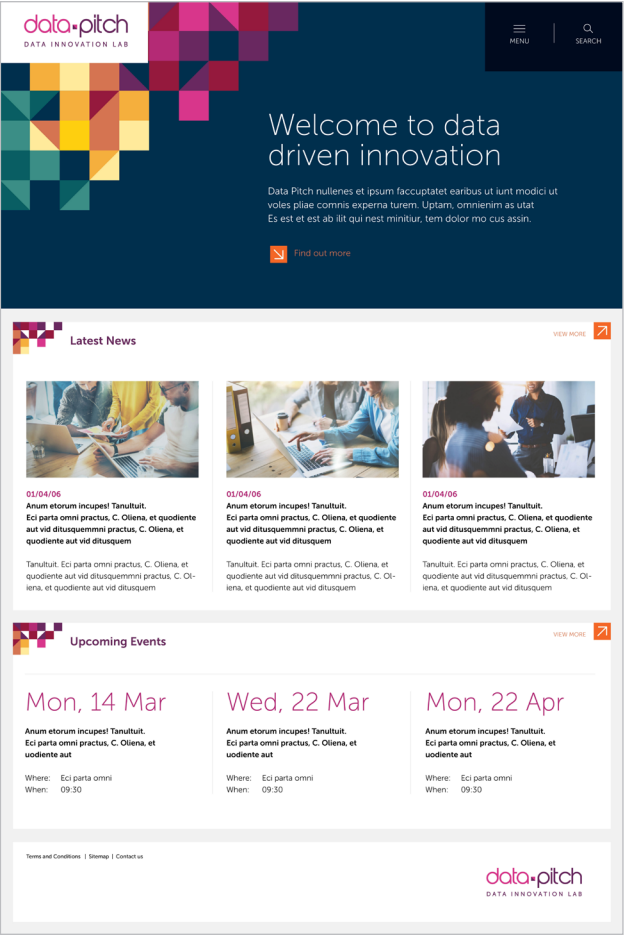 data·pitch
DATA INNOVATION LAB
MENU
SEARCH
Welcome to data
driven innovation
Data Pitch nullenes et ipsum faccuptatet earibus ut iunt modici ut
voles pliae comnis experna turem. Uptam, omnienim as utat
Es est et est ab ilit qui nest minitiur, tem dolor mo cus assin.
Find out more
Latest News
VIEW MORE
01/04/06
Anum etorum incupes! Tanultuit.
Eci parta omni practus, C. Oliena, et quodiente
aut vid ditusquemmni practus, C. Oliena, et
quodiente aut vid ditusquem
Tanultuit. Eci parta omni practus, C. Oliena, et
quodiente aut vid ditusquemmni practus, C. Ol-
iena, et quodiente aut vid ditusquem
01/04/06
Anum etorum incupes! Tanultuit.
Eci parta omni practus, C. Oliena, et quodiente
aut vid ditusquemmni practus, C. Oliena, et
quodiente aut vid ditusquem
Tanultuit. Eci parta omni practus, C. Oliena, et
quodiente aut vid ditusquemmni practus, C. Ol-
iena, et quodiente aut vid ditusquem
01/04/06
Anum etorum incupes! Tanultuit.
Eci parta omni practus, C. Oliena, et quodiente
aut vid ditusquemmni practus, C. Oliena, et
quodiente aut vid ditusquem
Tanultuit. Eci parta omni practus, C. Oliena, et
quodiente aut vid ditusquemmni practus, C. Ol-
iena, et quodiente aut vid ditusquem
Upcoming Events
VIEW MORE
Mon, 14 Mar
Anum etorum incupes! Tanultuit.
Eci parta omni practus, C. Oliena, et
uodiente aut
Where: Eci parta omni
When: 09:30
Wed, 22 Mar
Anum etorum incupes! Tanultuit.
Eci parta omni practus, C. Oliena, et
uodiente aut
Where: Eci parta omni
When: 09:30
Mon, 22 Apr
Anum etorum incupes! Tanultuit.
Eci parta omni practus, C. Oliena, et
uodiente aut
Where: Eci parta omni
When: 09:30
Terms and Conditions | Sitemap | Contact us
data·pitch
DATA INNOVATION LAB